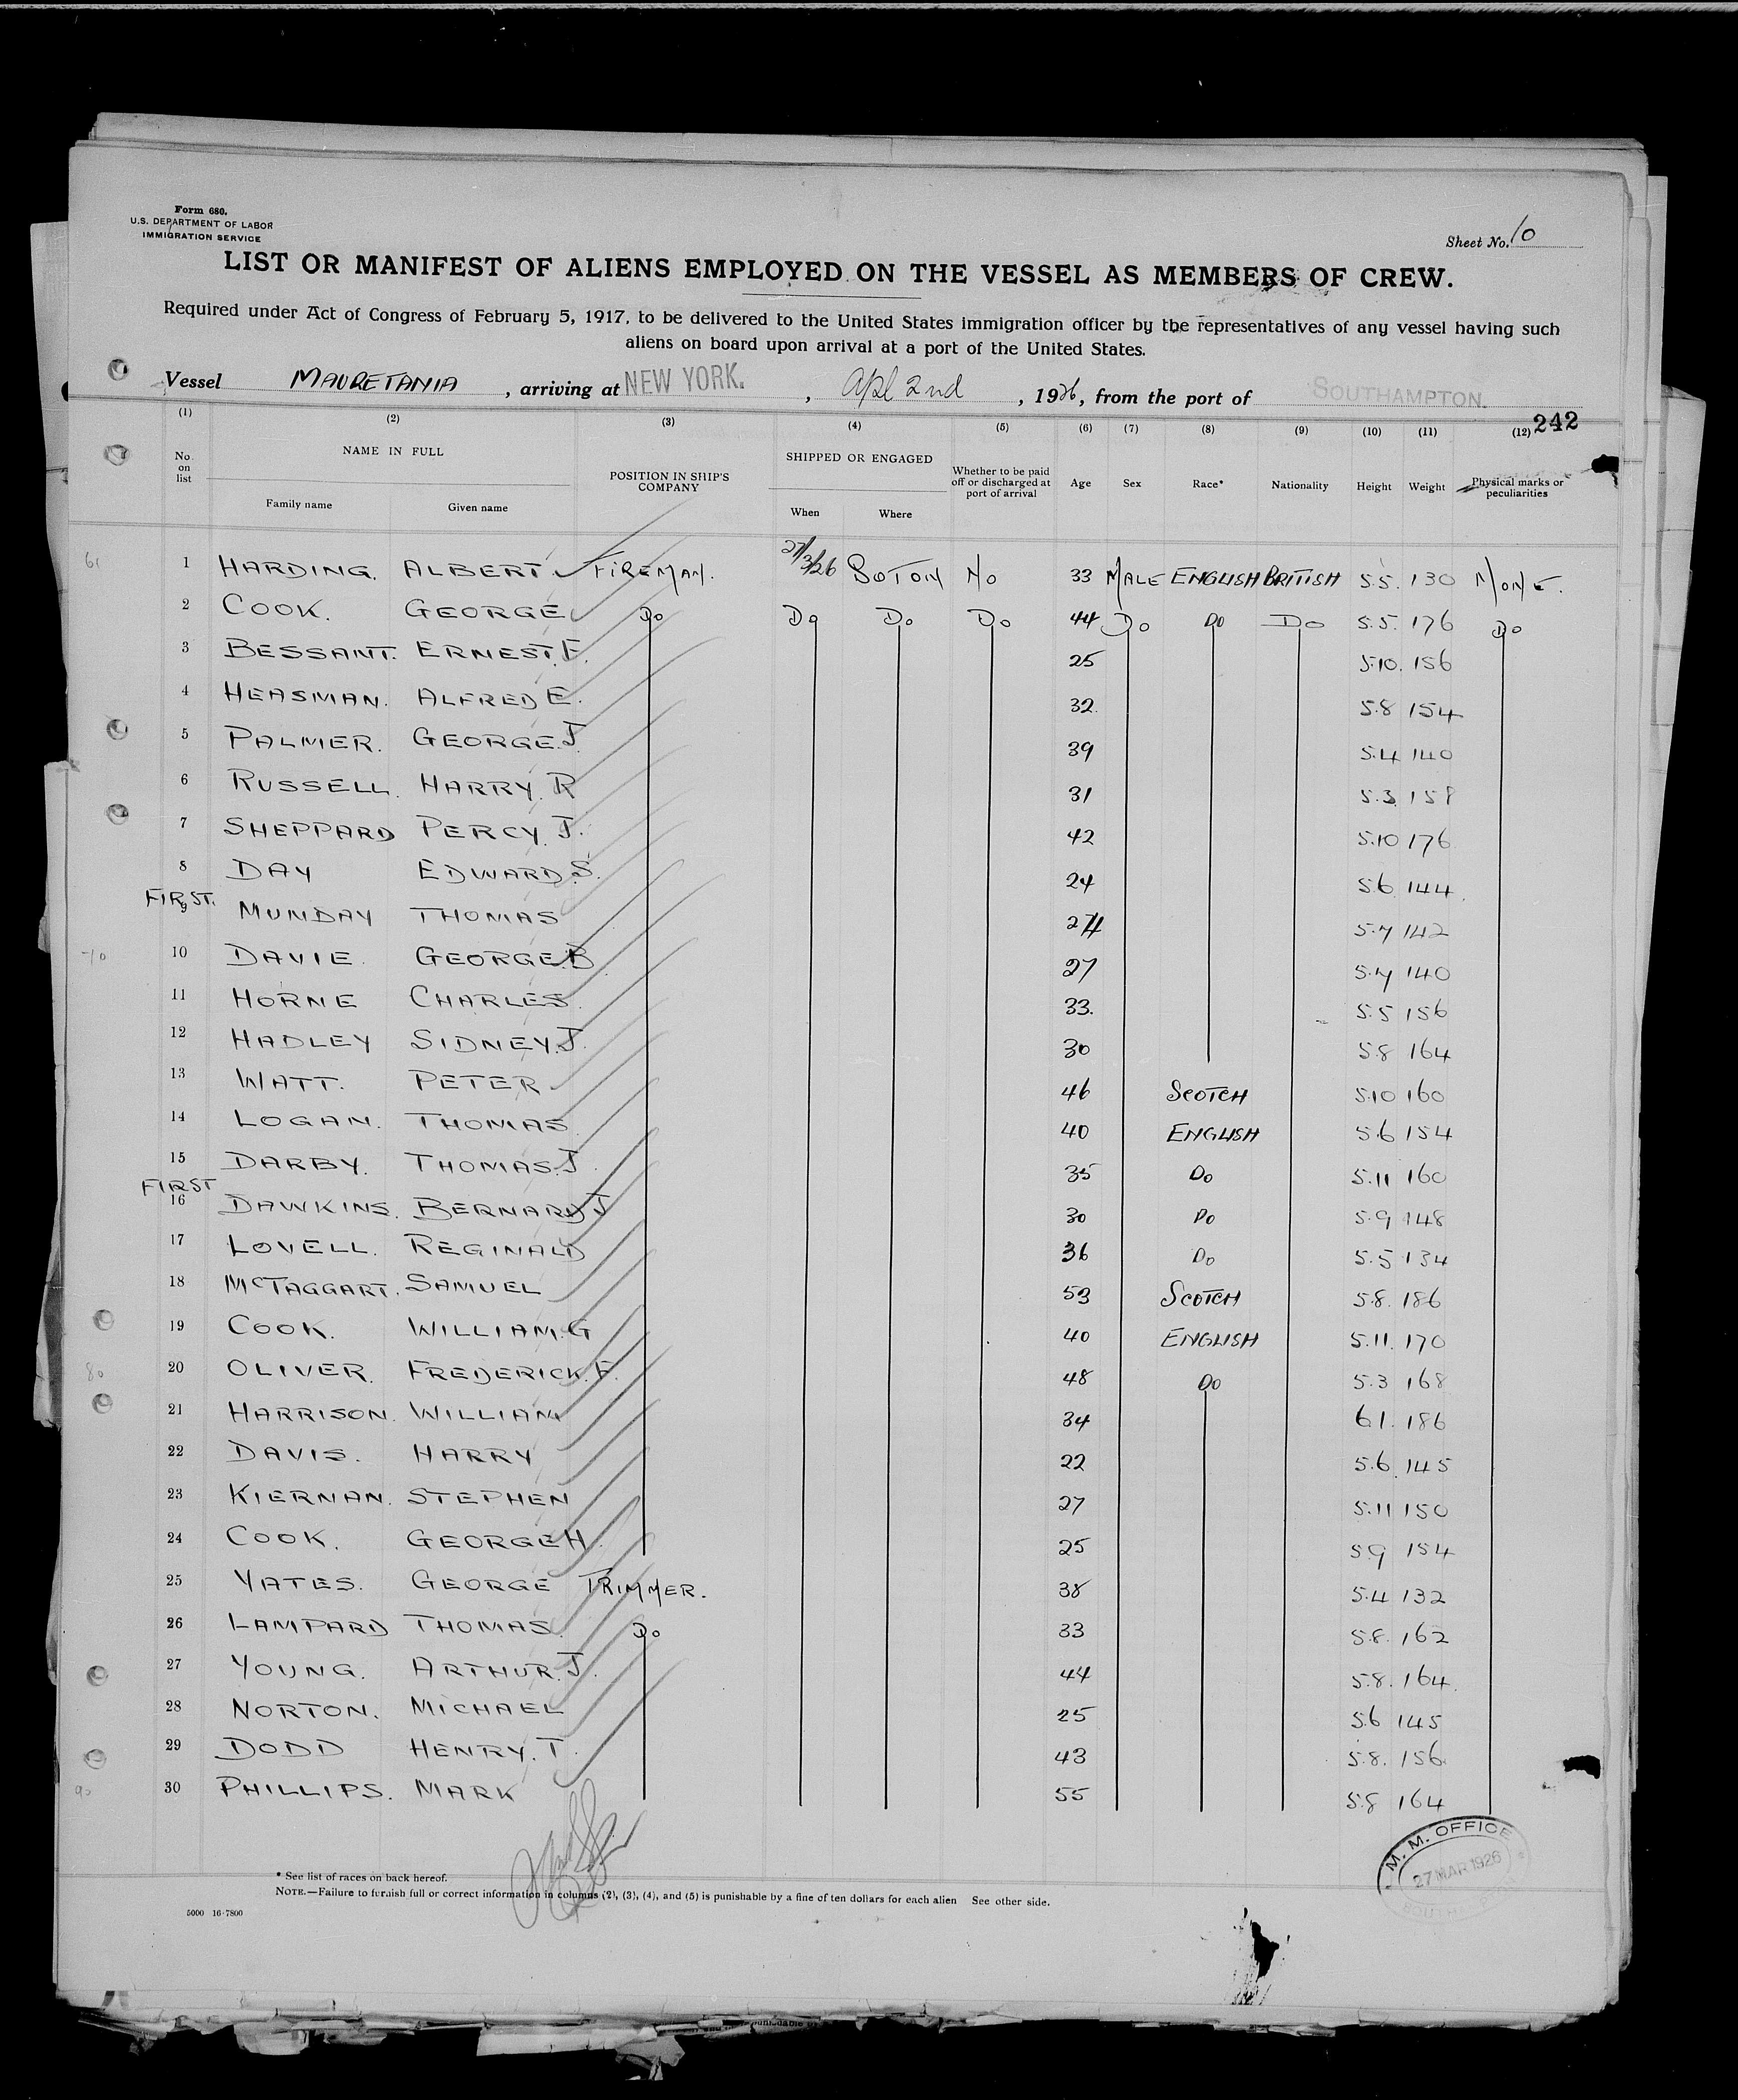 Form 680.
U.S. DEPARTMENT OF LABOR
IMMIGRATION SERVICE
Sheet No. 10
LIST OR MANIFEST OF ALIENS EMPLOYED ON THE VESSEL AS MEMBERS OF CREW.
Required under Act of Congress of February 5, 1917, to be delivered to the United States immigration officer by the representatives of any vessel having such
aliens on board upon arrival at a port of the United States.
Vessel MAURETANIA, arriving at NEW YORK., Apl 2nd, 1926, from the port of SOUTHAMPTON.
242
(1) (2) (3) (4) (5) (6) (7) (8) (9) (10) (11) (12)
No. on list NAME IN FULL POSITION IN SHIP'S COMPANY SHIPPED OR ENGAGED Whether to be paid off or discharged at port of arrival Age Sex Race* Nationality Height Weight Physical marks or peculiarities
Family name Given name When Where
61 1 HARDING. ALBERT. FIREMAN. 27/3/26 SOTON NO 33 MALE ENGLISH BRITISH 5.5. 130 NONE.
2 COOK. GEORGE Do Do Do Do 44 Do Do Do 5.5. 176 Do
3 BESSANT. ERNEST. F. 25 5.10. 156
4 HEASMAN. ALFRED E. 32. 5.8 154
5 PALMER. GEORGE. J. 39 5.4 140
6 RUSSELL. HARRY. R 31 5.3 158
7 SHEPPARD PERCY. J. 42 5.10 176
8 DAY EDWARD. S. 24 5.6 144.
FIRST. 9 MUNDAY THOMAS 24 5.7 142
70 10 DAVIE. GEORGE. B. 27 5.7 140
11 HORNE CHARLES. 33. 5.5 156
12 HADLEY SIDNEY. J. 30 5.8 164
13 WATT. PETER 46 SCOTCH 5.10 160
14 LOGAN. THOMAS 40 ENGLISH 5.6 154
15 DARBY. THOMAS. J. 35 Do 5.11 160
FIRST 16 DAWKINS. BERNARD J 30 Do 5.9 148
17 LOVELL. REGINALD 36 Do 5.5 134
18 McTAGGART. SAMUEL 53 SCOTCH 5.8. 186
19 COOK. WILLIAM. G 40 ENGLISH 5.11. 170
80 20 OLIVER. FREDERICK. F. 48 Do 5.3 168
21 HARRISON. WILLIAM 34 6.1. 186
22 DAVIS. HARRY 22 5.6. 145
23 KIERNAN. STEPHEN 27 5.11 150
24 COOK. GEORGE H. 25 5.9 154
25 YATES. GEORGE TRIMMER. 38 5.4 132
26 LAMPARD THOMAS. Do 33 5.8. 162
27 YOUNG. ARTHUR. J. 44 5.8. 164.
28 NORTON. MICHAEL 25 5.6 145
29 DODD HENRY. T. 43 5.8. 156
90 30 PHILLIPS. MARK 55 5.8 164
M. M. OFFICE
27 MAR 1926
* See list of races on back hereof.
NOTE.—Failure to furnish full or correct information in columns (2), (3), (4), and (5) is punishable by a fine of ten dollars for each alien See other side.
5000 16-7800